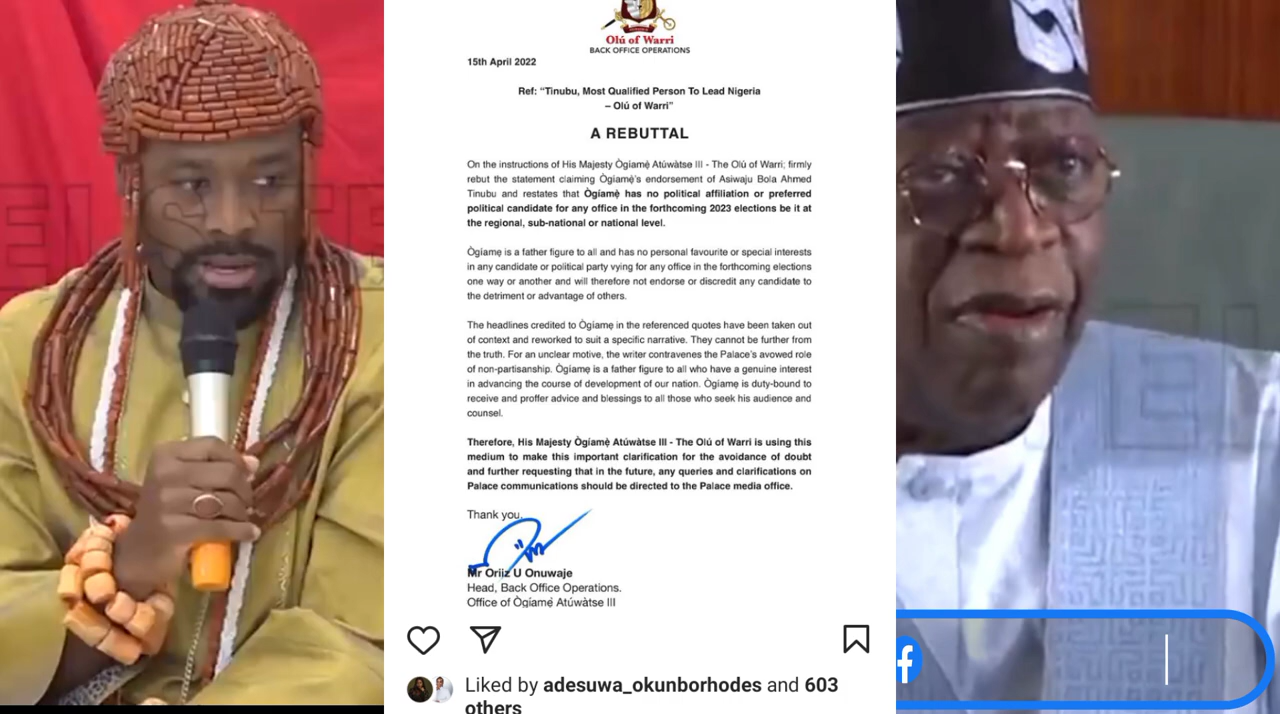 Olú of Warri
BACK OFFICE OPERATIONS
15th April 2022
Ref: “Tinubu, Most Qualified Person To Lead Nigeria
– Olú of Warri”
A REBUTTAL
On the instructions of His Majesty Ògíamẹ̀ Atúwàtse III - The Olú of Warri; firmly
rebut the statement claiming Ògíamẹ̀'s endorsement of Asiwaju Bola Ahmed
Tinubu and restates that Ògíamẹ̀ has no political affiliation or preferred
political candidate for any office in the forthcoming 2023 elections be it at
the regional, sub-national or national level.
Ògíamẹ̀ is a father figure to all and has no personal favourite or special interests
in any candidate or political party vying for any office in the forthcoming elections
one way or another and will therefore not endorse or discredit any candidate to
the detriment or advantage of others.
The headlines credited to Ògíamẹ̀ in the referenced quotes have been taken out
of context and reworked to suit a specific narrative. They cannot be further from
the truth. For an unclear motive, the writer contravenes the Palace's avowed role
of non-partisanship. Ògíamẹ̀ is a father figure to all who have a genuine interest
in advancing the course of development of our nation. Ògíamẹ̀ is duty-bound to
receive and proffer advice and blessings to all those who seek his audience and
counsel.
Therefore, His Majesty Ògíamẹ̀ Atúwàtse III - The Olú of Warri is using this
medium to make this important clarification for the avoidance of doubt
and further requesting that in the future, any queries and clarifications on
Palace communications should be directed to the Palace media office.
Thank you,
Mr Oriiz U Onuwaje
Head, Back Office Operations.
Office of Ògíamẹ̀ Atúwàtse III
Liked by adesuwa_okunborhodes and 603
others